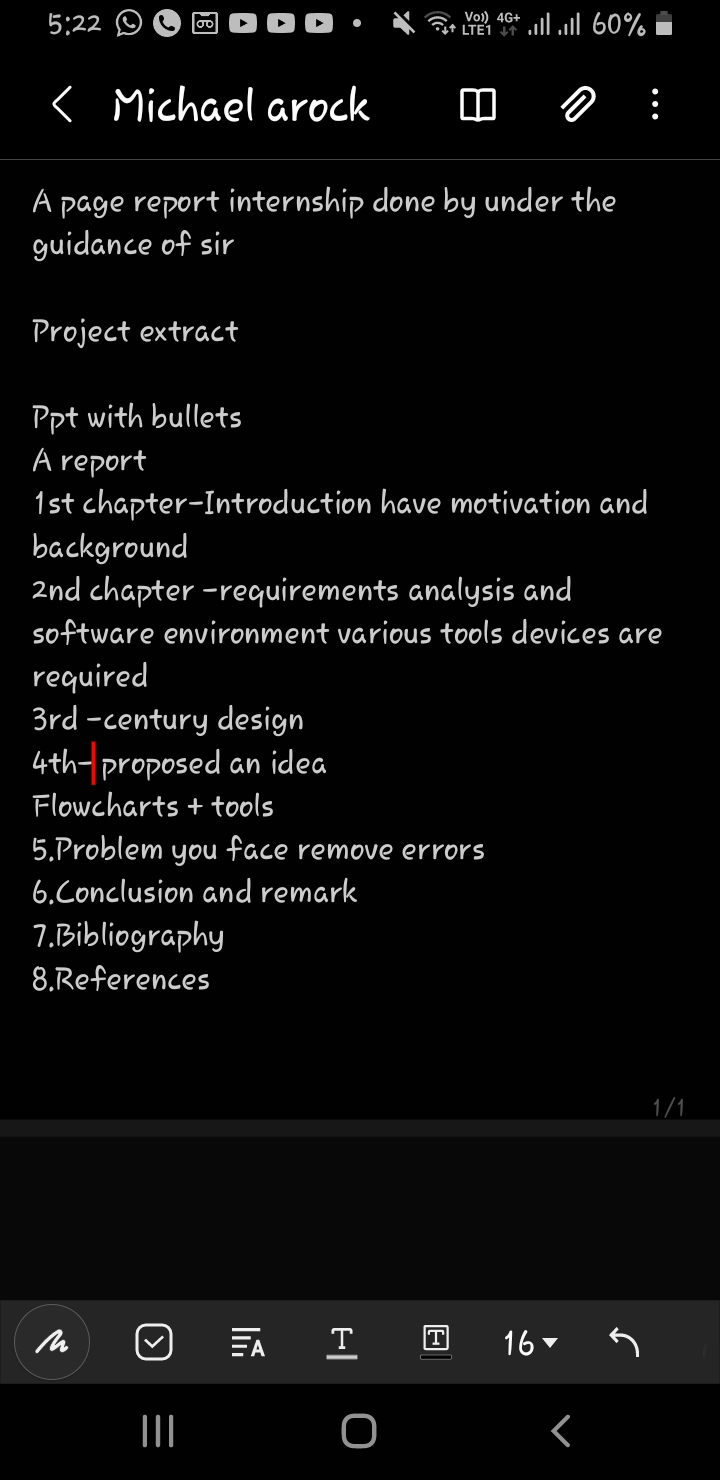 5:22 Vo)) LTE1 4G+ 60%
Michael arock
A page report internship done by under the
guidance of sir
Project extract
Ppt with bullets
A report
1st chapter-Introduction have motivation and
background
2nd chapter -requirements analysis and
software environment various tools devices are
required
3rd -century design
4th- proposed an idea
Flowcharts + tools
5.Problem you face remove errors
6.Conclusion and remark
7.Bibliography
8.References
1/1
16